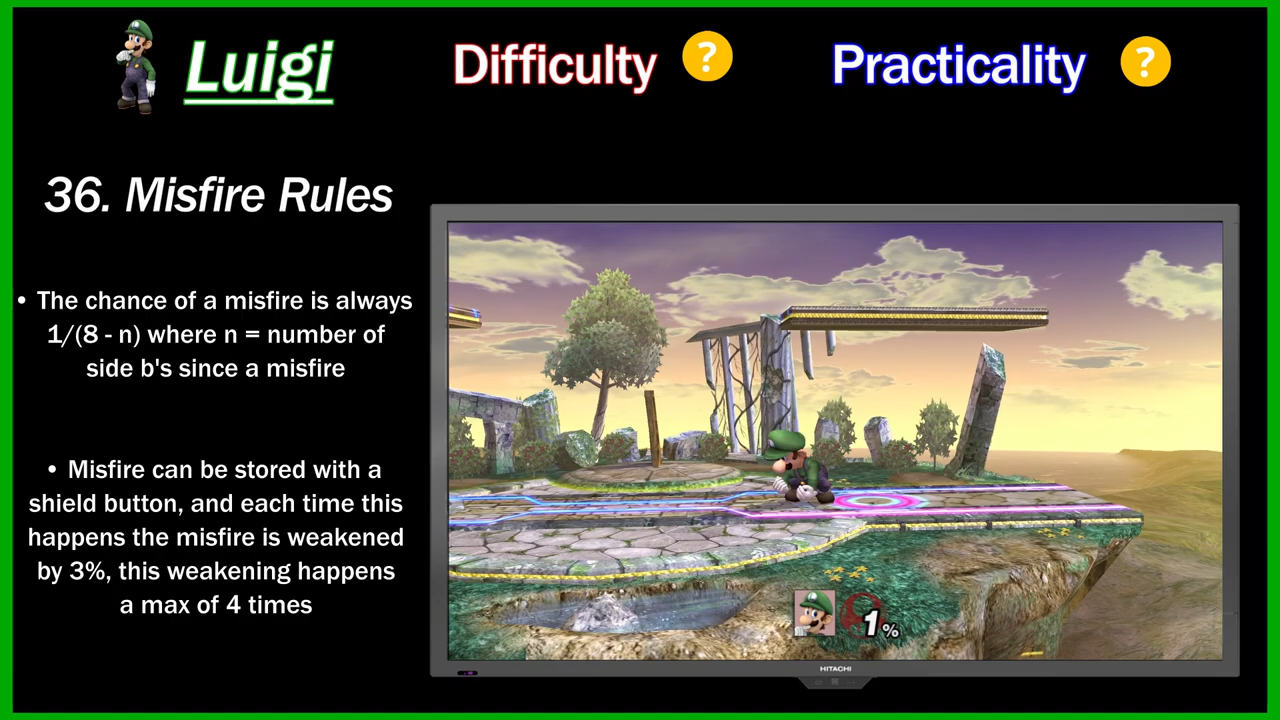 Luigi
Difficulty ?
Practicality ?
36. Misfire Rules
• The chance of a misfire is always
1/(8 - n) where n = number of
side b's since a misfire
• Misfire can be stored with a
shield button, and each time this
happens the misfire is weakened
by 3%, this weakening happens
a max of 4 times
1%
HITACHI